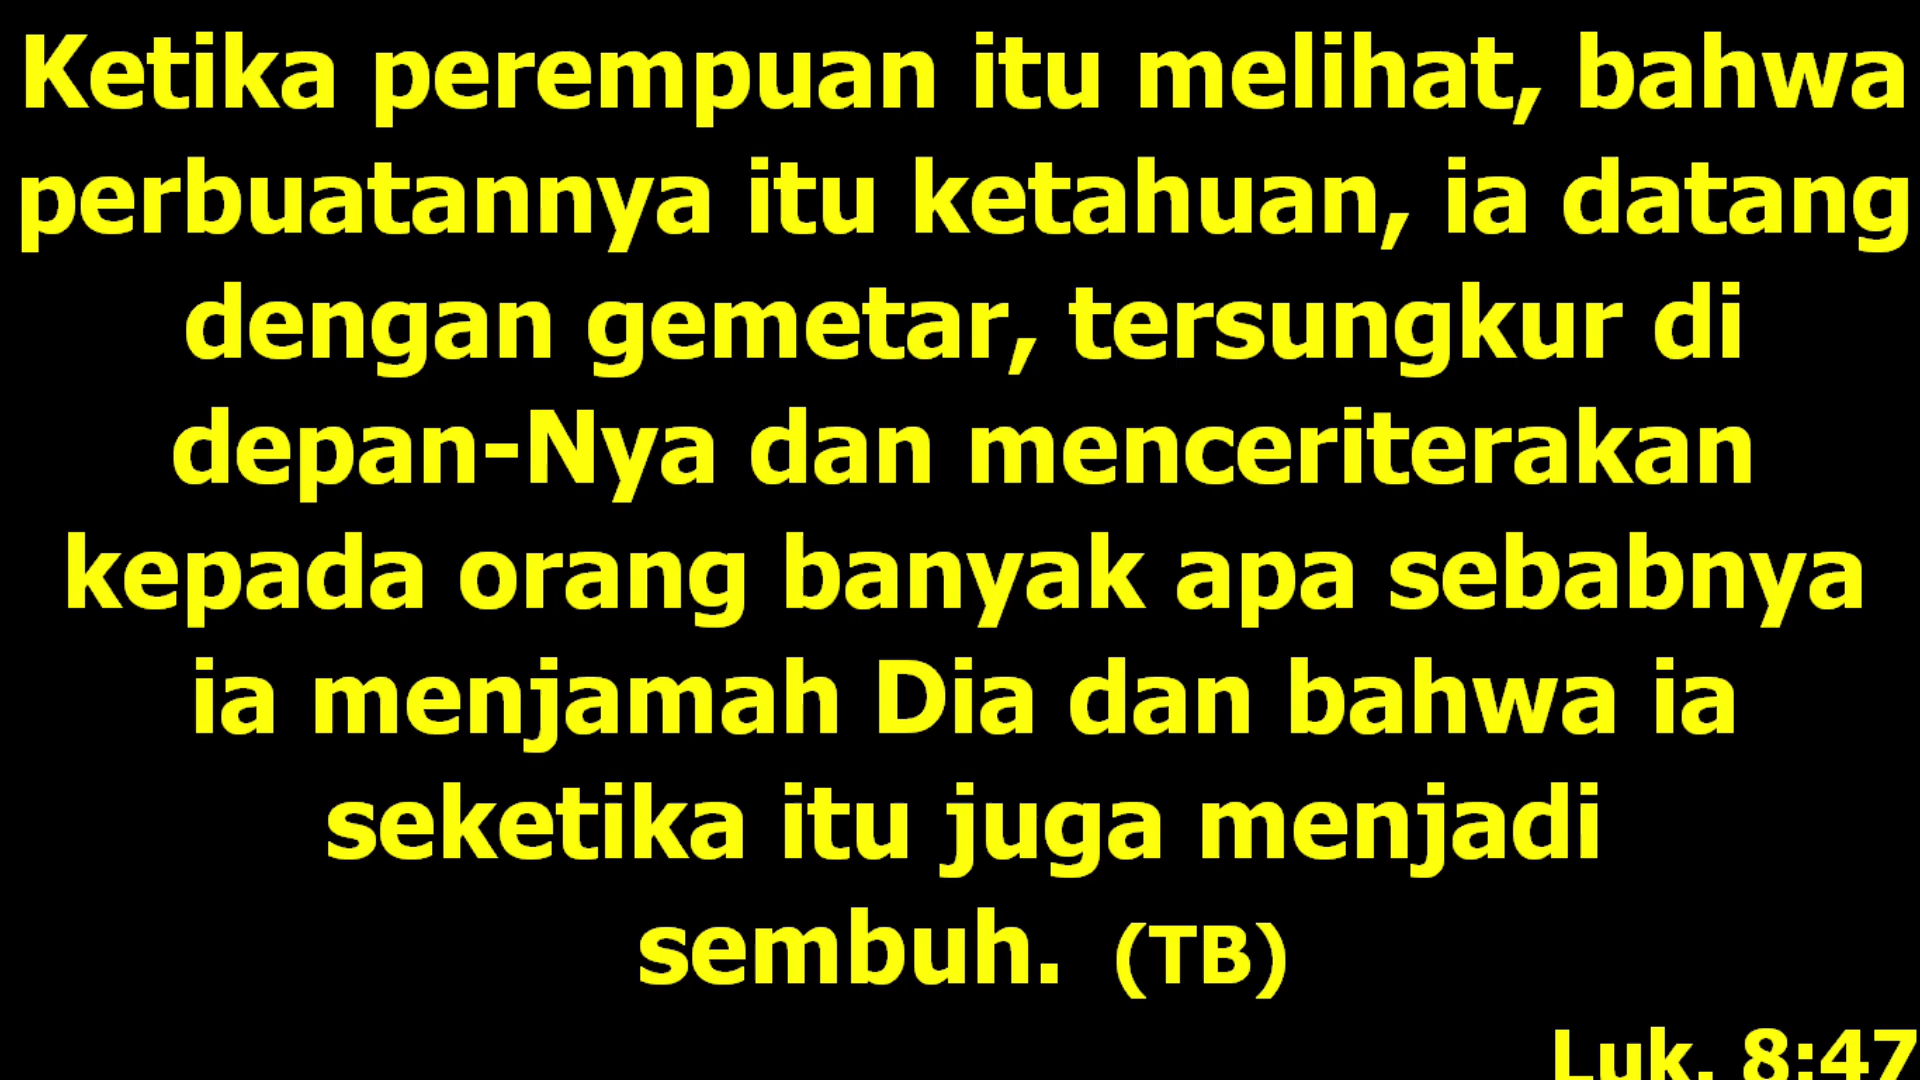 Ketika perempuan itu melihat, bahwa
perbuatannya itu ketahuan, ia datang
dengan gemetar, tersungkur di
depan-Nya dan menceriterakan
kepada orang banyak apa sebabnya
ia menjamah Dia dan bahwa ia
seketika itu juga menjadi
sembuh. (TB)
Luk. 8:47